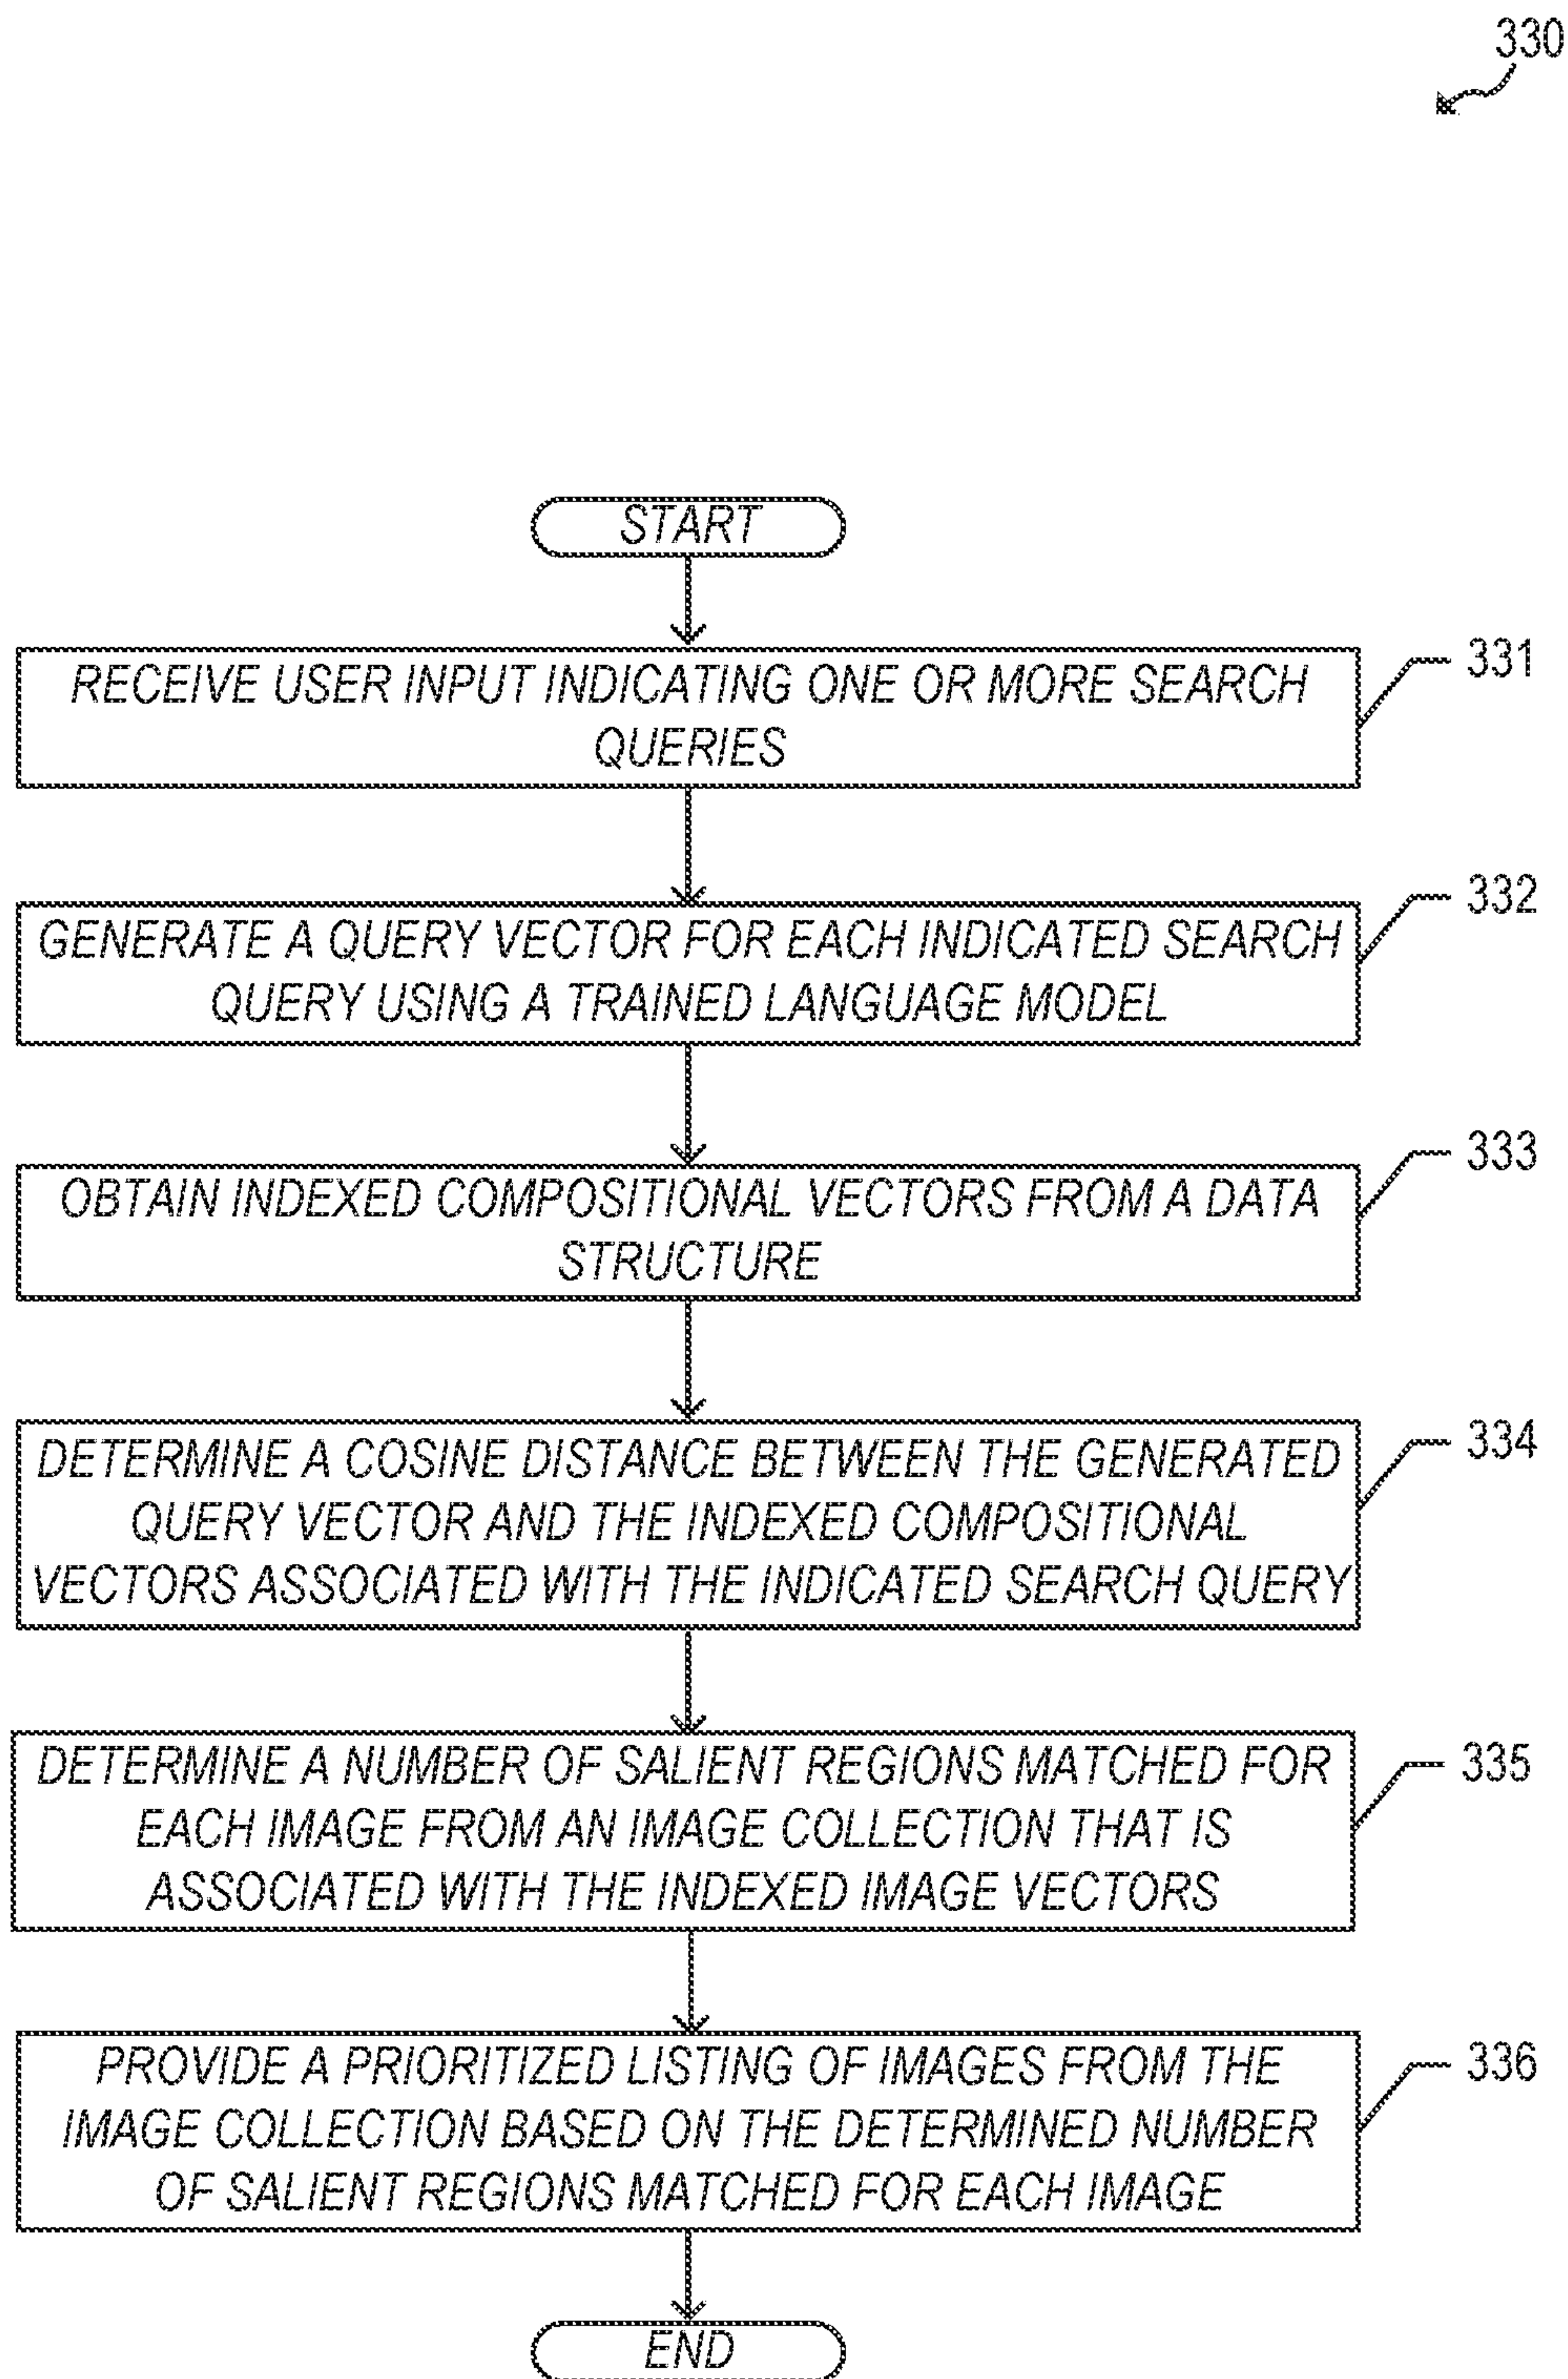 330
START
RECEIVE USER INPUT INDICATING ONE OR MORE SEARCH
QUERIES
331
GENERATE A QUERY VECTOR FOR EACH INDICATED SEARCH
QUERY USING A TRAINED LANGUAGE MODEL
332
OBTAIN INDEXED COMPOSITIONAL VECTORS FROM A DATA
STRUCTURE
333
DETERMINE A COSINE DISTANCE BETWEEN THE GENERATED
QUERY VECTOR AND THE INDEXED COMPOSITIONAL
VECTORS ASSOCIATED WITH THE INDICATED SEARCH QUERY
334
DETERMINE A NUMBER OF SALIENT REGIONS MATCHED FOR
EACH IMAGE FROM AN IMAGE COLLECTION THAT IS
ASSOCIATED WITH THE INDEXED IMAGE VECTORS
335
PROVIDE A PRIORITIZED LISTING OF IMAGES FROM THE
IMAGE COLLECTION BASED ON THE DETERMINED NUMBER
OF SALIENT REGIONS MATCHED FOR EACH IMAGE
336
END